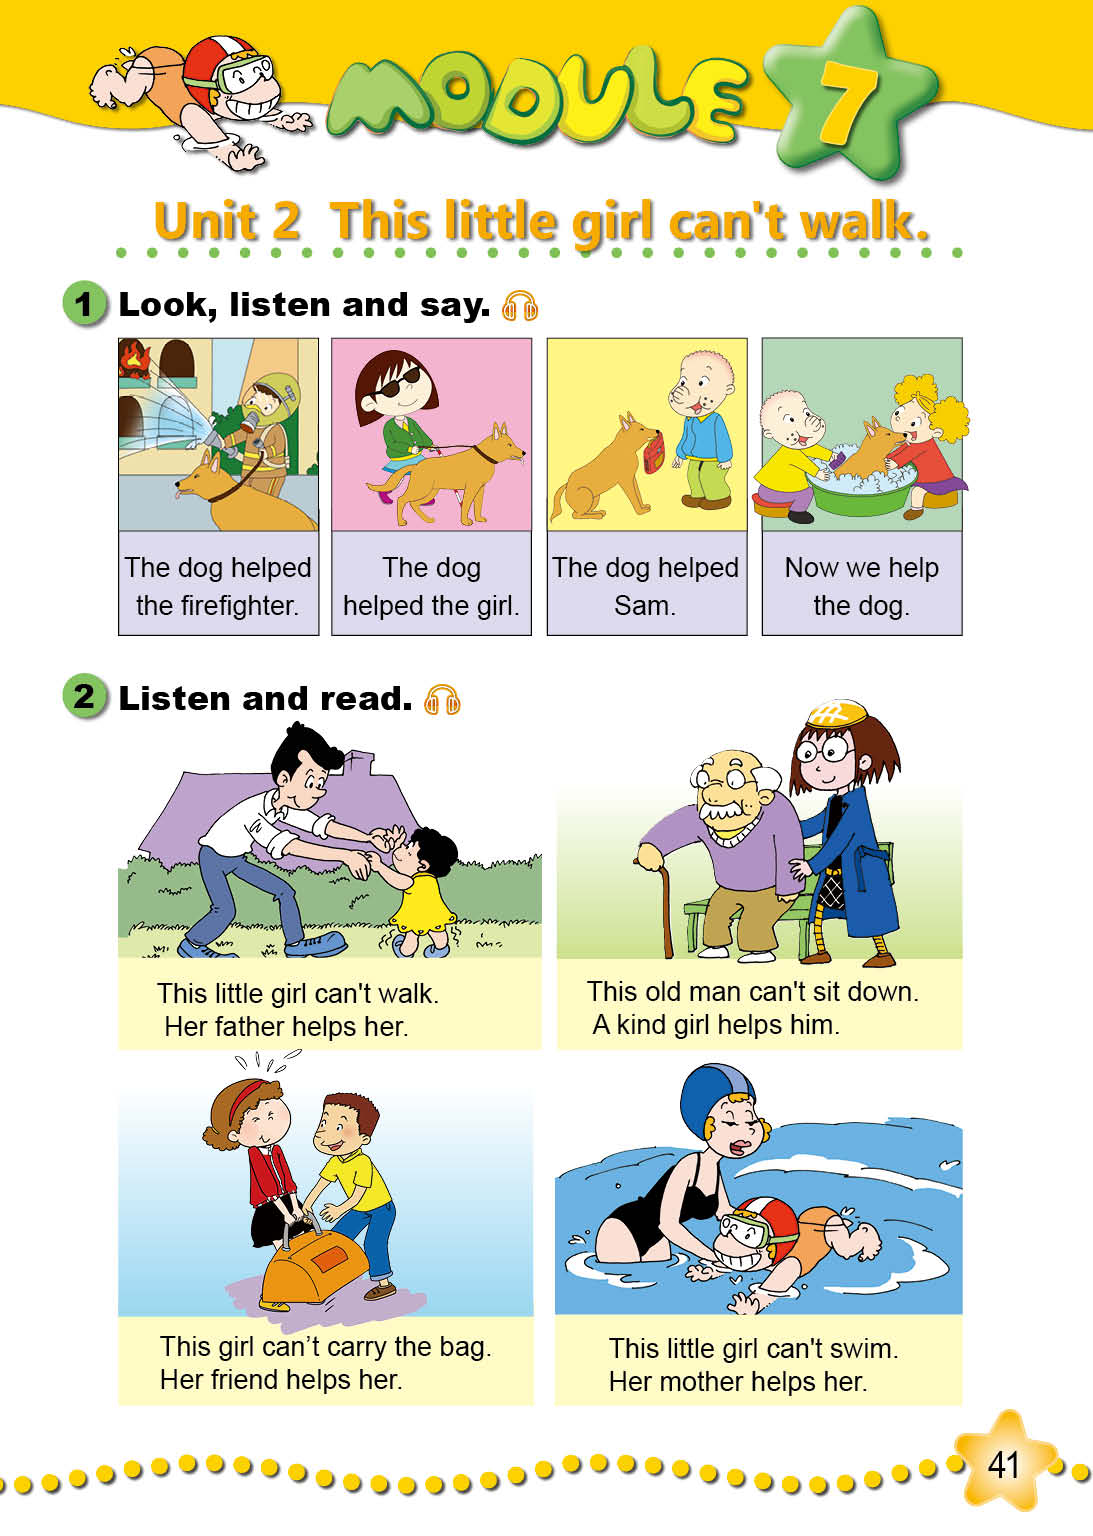 MODULE 7
Unit 2 This little girl can't walk.
1 Look, listen and say.
The dog helped
the firefighter.
The dog
helped the girl.
The dog helped
Sam.
Now we help
the dog.
2 Listen and read.
This little girl can't walk.
Her father helps her.
This old man can't sit down.
A kind girl helps him.
This girl can’t carry the bag.
Her friend helps her.
This little girl can't swim.
Her mother helps her.
41